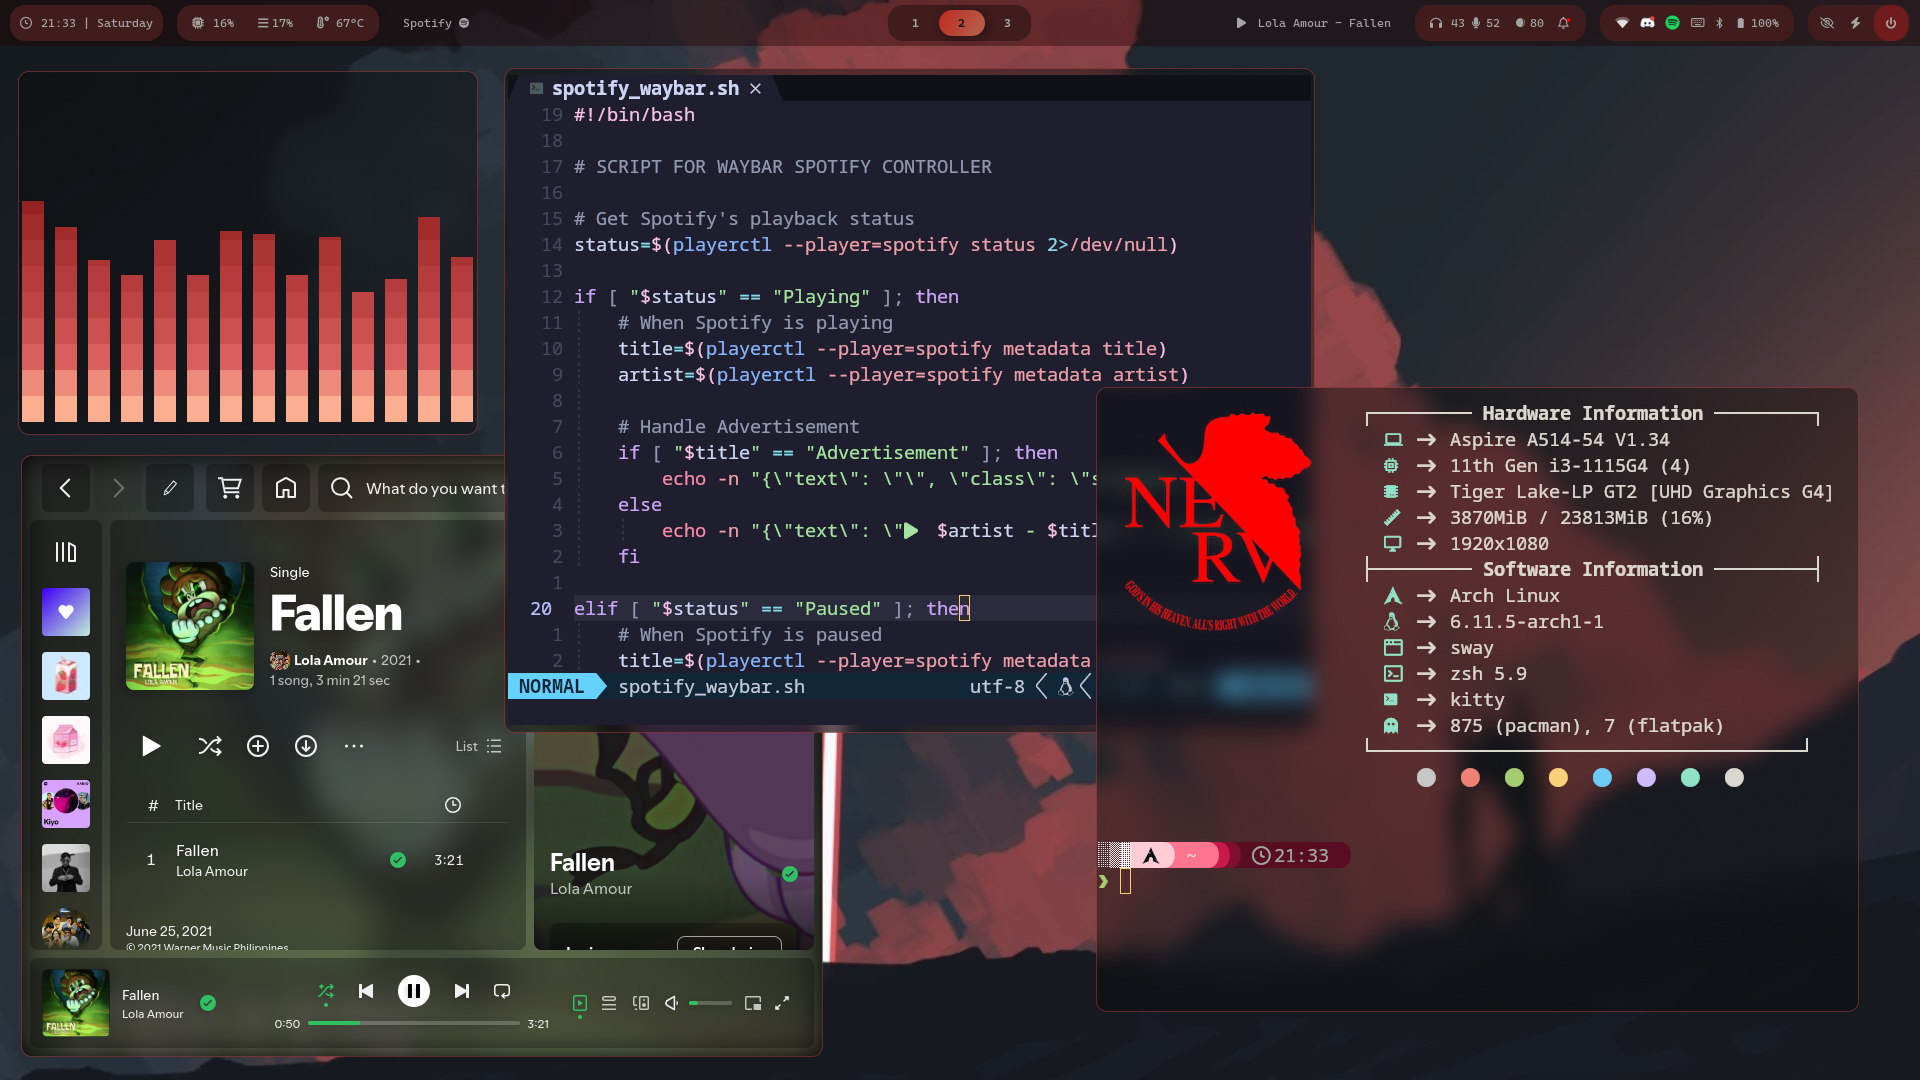 21:33 | Saturday
16%
17%
67°C
Spotify
1 2 3
Lola Amour – Fallen
43
52
80
100%
spotify_waybar.sh ×
19 #!/bin/bash
18
17 # SCRIPT FOR WAYBAR SPOTIFY CONTROLLER
16
15 # Get Spotify's playback status
14 status=$(playerctl --player=spotify status 2>/dev/null)
13
12 if [ "$status" == "Playing" ]; then
11 # When Spotify is playing
10 title=$(playerctl --player=spotify metadata title)
9 artist=$(playerctl --player=spotify metadata artist)
8
7 # Handle Advertisement
6 if [ "$title" == "Advertisement" ]; then
5 echo -n "{\"text\": \"\", \"class\": \"s
4 else
3 echo -n "{\"text\": \"▶ $artist - $titl
2 fi
1
20 elif [ "$status" == "Paused" ]; then
1 # When Spotify is paused
2 title=$(playerctl --player=spotify metadata
NORMAL spotify_waybar.sh utf-8
What do you want t
Single
Fallen
Lola Amour • 2021 •
1 song, 3 min 21 sec
FALLEN
LOLA AMOUR
Kiyo
List
# Title
1 Fallen 3:21
Lola Amour
June 25, 2021
© 2021 Warner Music Philippines
Fallen
Lola Amour
FALLEN
Fallen
Lola Amour
0:50
3:21
NERV
GOD'S IN HIS HEAVEN. ALL'S RIGHT WITH THE WORLD.
Hardware Information
→ Aspire A514-54 V1.34
→ 11th Gen i3-1115G4 (4)
→ Tiger Lake-LP GT2 [UHD Graphics G4]
→ 3870MiB / 23813MiB (16%)
→ 1920x1080
Software Information
→ Arch Linux
→ 6.11.5-arch1-1
→ sway
→ zsh 5.9
→ kitty
→ 875 (pacman), 7 (flatpak)
~ 21:33
❯